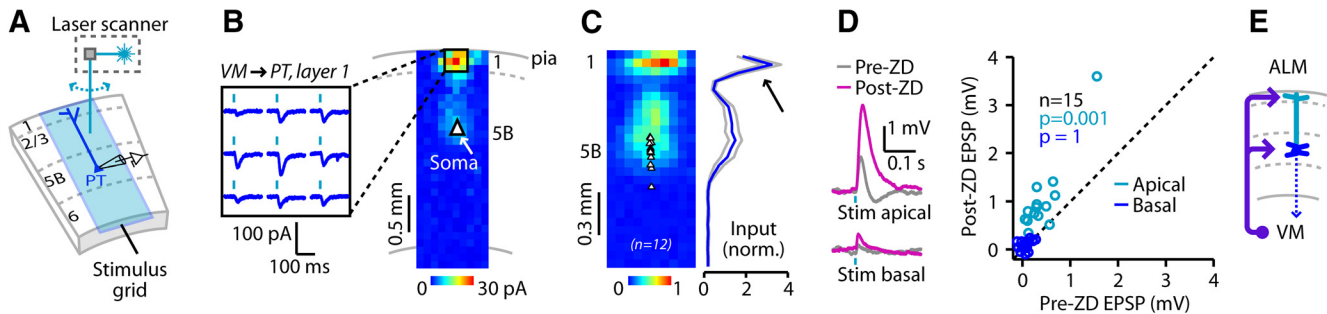 A
Laser scanner
1
2/3
5B
6
PT
Stimulus
grid
B
VM → PT, layer 1
100 pA
100 ms
1
pia
5B
Soma
0.5 mm
0
30 pA
C
1
5B
0.3 mm
(n=12)
0
1
Input
(norm.)
0
2
4
D
Pre-ZD
Post-ZD
1 mV
0.1 s
Stim apical
Stim basal
Post-ZD EPSP (mV)
4
3
2
1
0
n=15
p=0.001
p = 1
Apical
Basal
0
1
2
3
4
Pre-ZD EPSP (mV)
E
ALM
VM